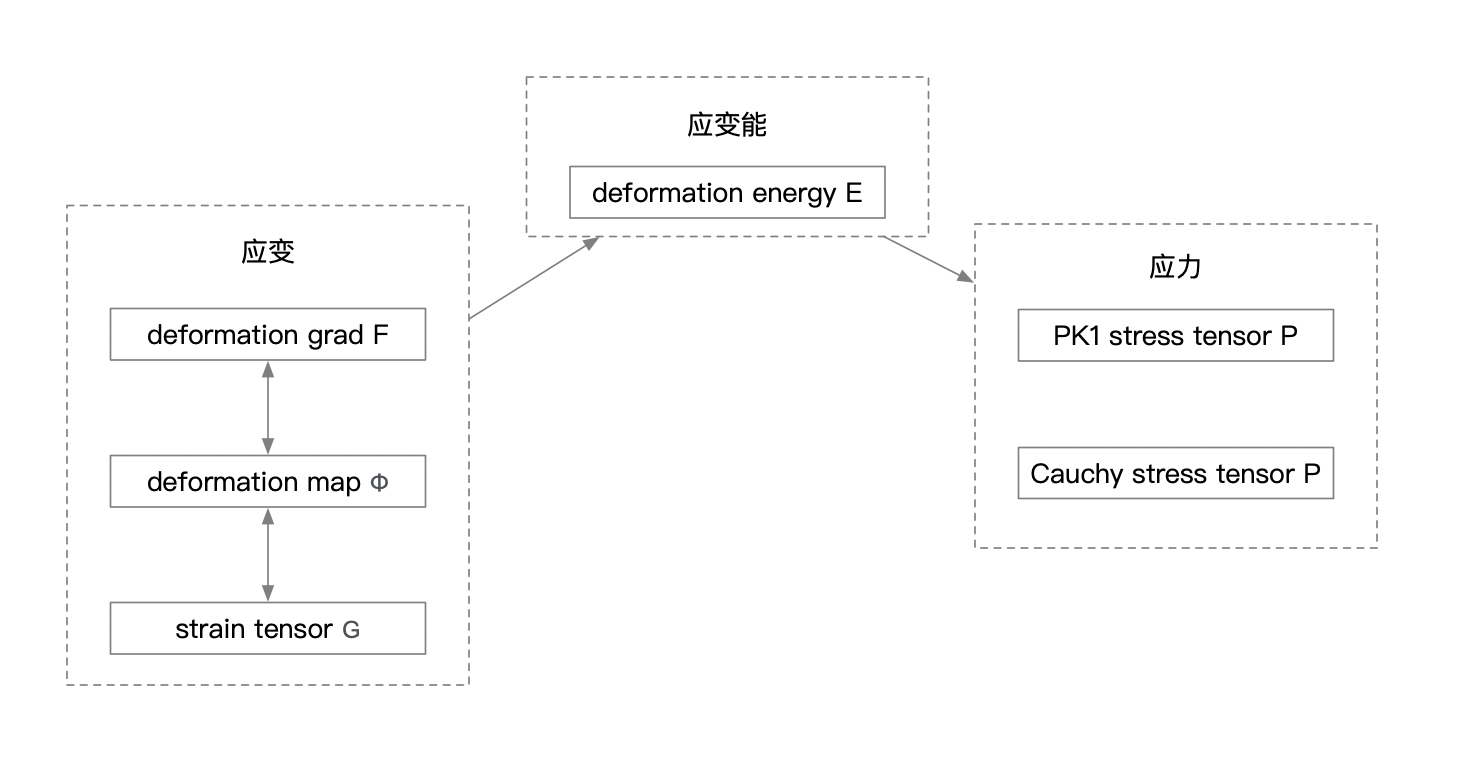 应变
deformation grad F
deformation map Φ
strain tensor G
应变能
deformation energy E
应力
PK1 stress tensor P
Cauchy stress tensor P